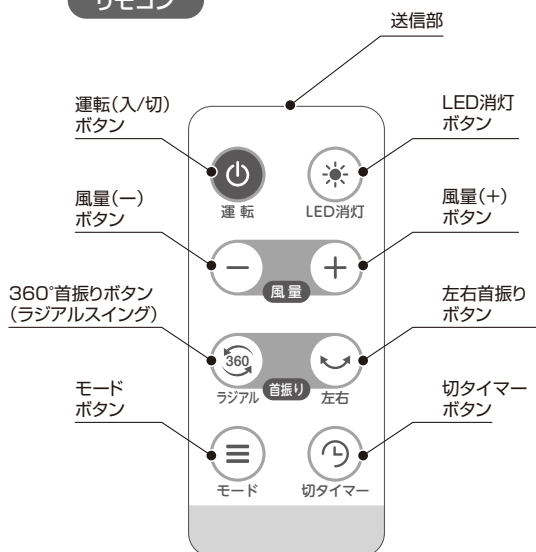 リモコン
送信部
運転(入/切)
ボタン
LED消灯
ボタン
運 転
LED消灯
風量(ー)
ボタン
風量(+)
ボタン
風量
360°首振りボタン
(ラジアルスイング)
左右首振り
ボタン
360
ラジアル
首振り
左右
モード
ボタン
切タイマー
ボタン
モード
切タイマー